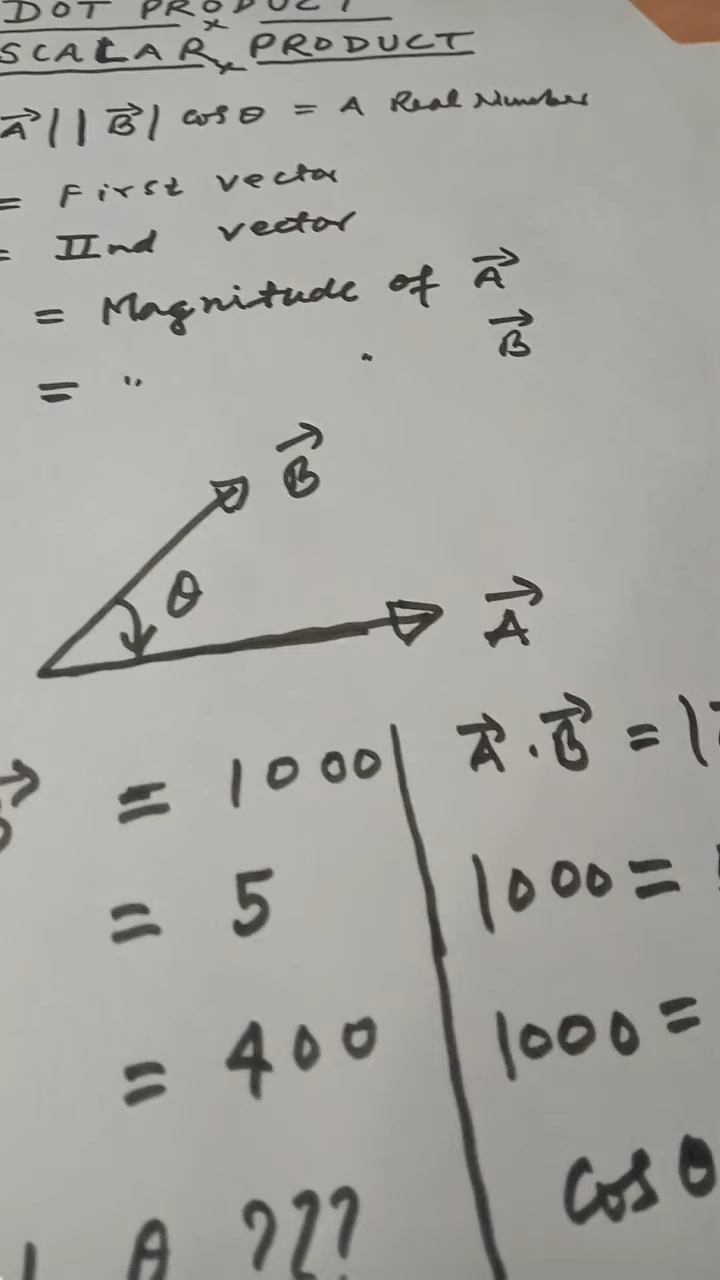 DOT PRODUCT
SCALAR PRODUCT
A⃗| |B⃗| cos θ = A Real Number
= First vector
= IInd vector
= Magnitude of A⃗
= " " B⃗
B⃗
θ
A⃗
= 1000
= 5
= 400
θ ???
A⃗ . B⃗ = |
1000 =
1000 =
cos θ